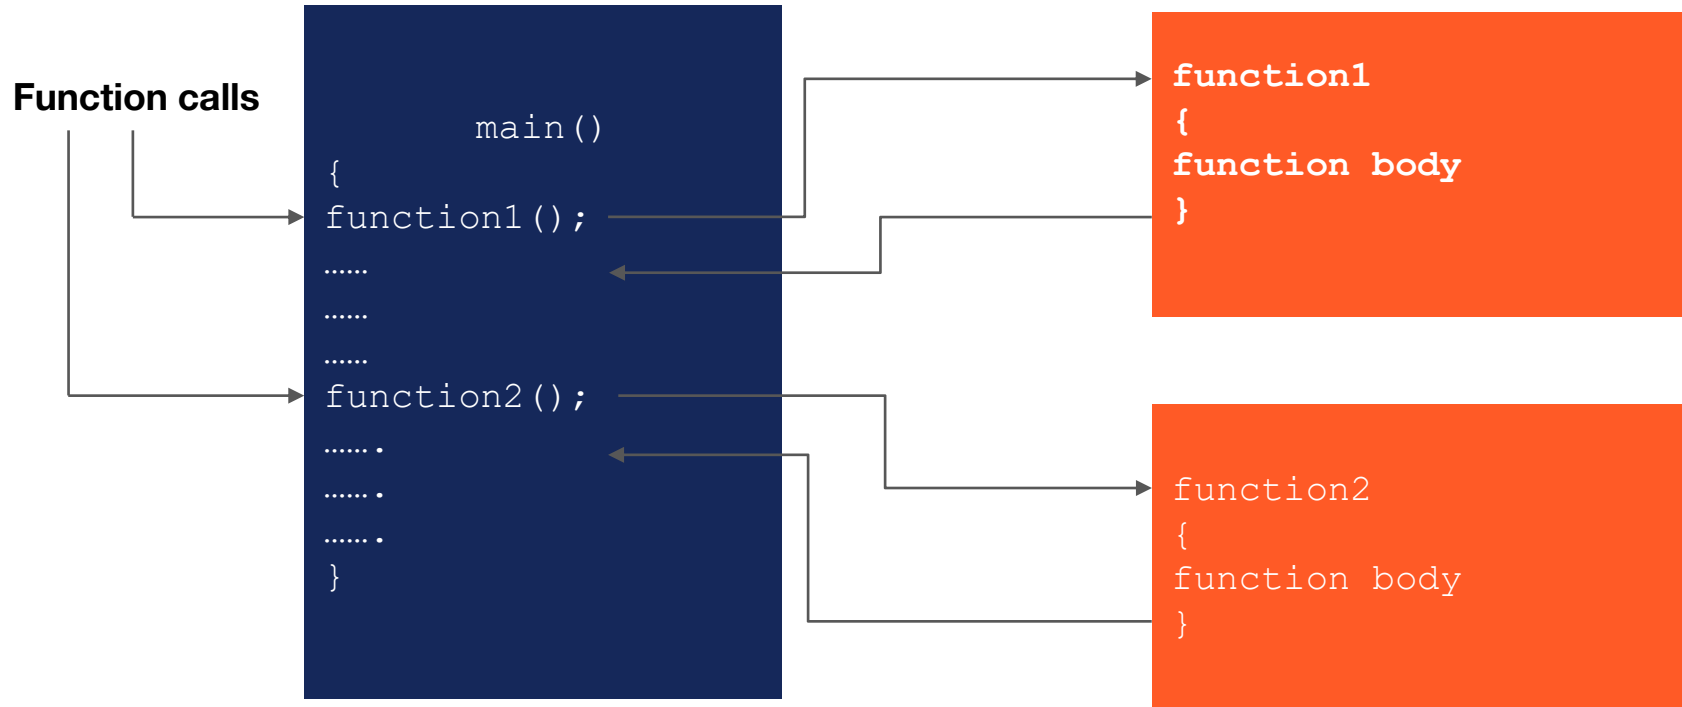 Function calls
main()
{
function1();
……
……
……
function2();
…….
…….
…….
}
function1
{
function body
}
function2
{
function body
}